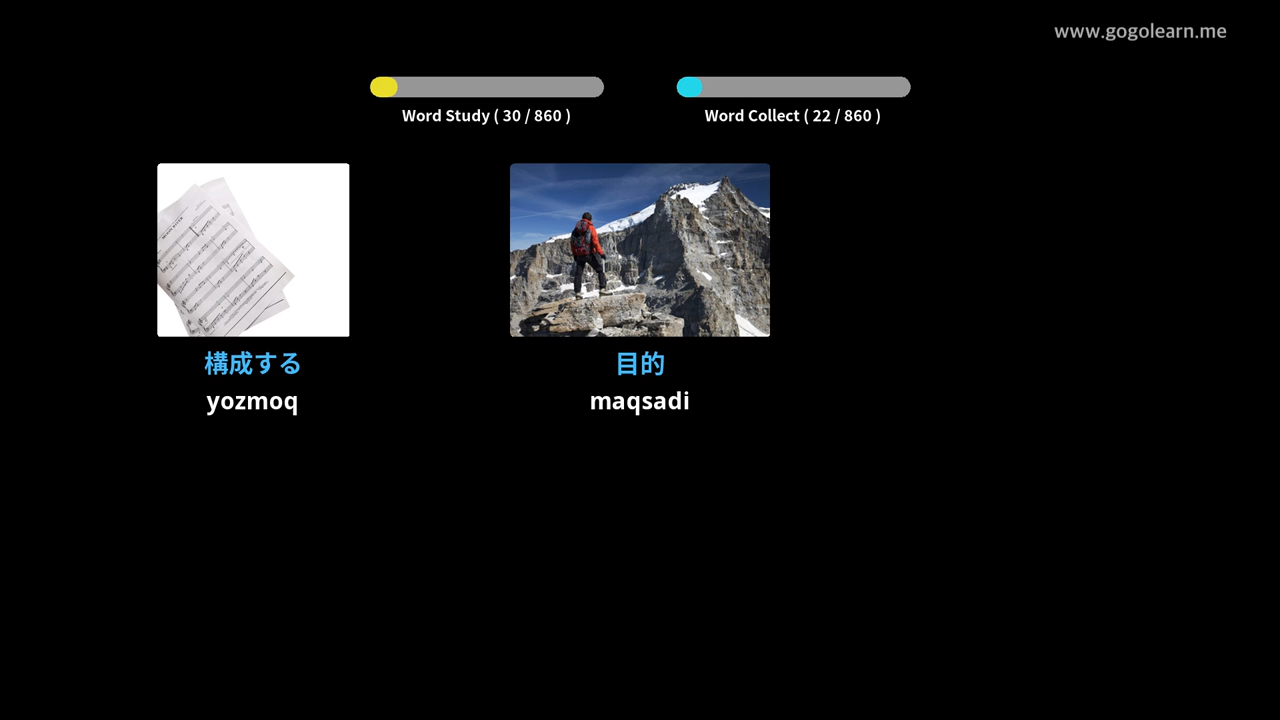 www.gogolearn.me
Word Study ( 30 / 860 )
Word Collect ( 22 / 860 )
構成する
yozmoq
目的
maqsadi